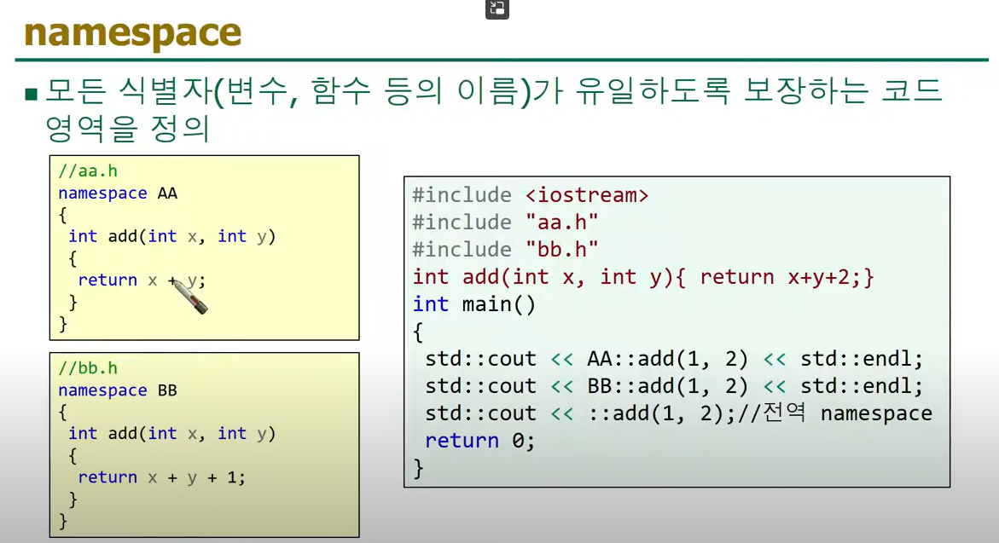 namespace
■ 모든 식별자(변수, 함수 등의 이름)가 유일하도록 보장하는 코드
영역을 정의
//aa.h
namespace AA
{
int add(int x, int y)
{
return x + y;
}
}
//bb.h
namespace BB
{
int add(int x, int y)
{
return x + y + 1;
}
}
#include <iostream>
#include "aa.h"
#include "bb.h"
int add(int x, int y){ return x+y+2;}
int main()
{
std::cout << AA::add(1, 2) << std::endl;
std::cout << BB::add(1, 2) << std::endl;
std::cout << ::add(1, 2);//전역 namespace
return 0;
}